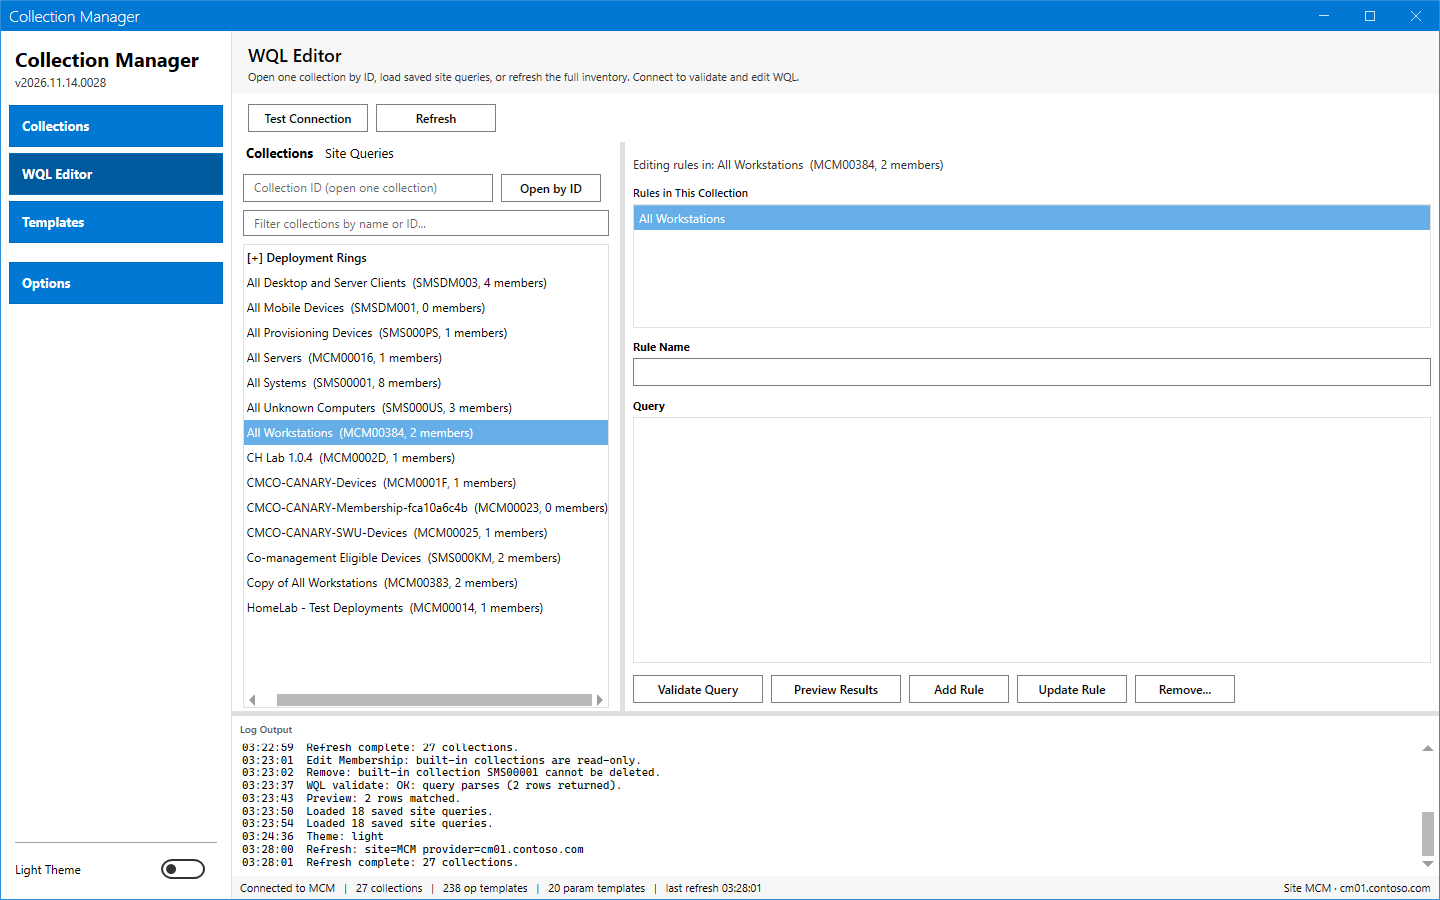 Collection Manager
Collection Manager
v2026.11.14.0028
Collections
WQL Editor
Templates
Options
Light Theme
WQL Editor
Open one collection by ID, load saved site queries, or refresh the full inventory. Connect to validate and edit WQL.
Test Connection
Refresh
Collections
Site Queries
Collection ID (open one collection)
Open by ID
Filter collections by name or ID...
[+] Deployment Rings
All Desktop and Server Clients (SMSDM003, 4 members)
All Mobile Devices (SMSDM001, 0 members)
All Provisioning Devices (SMS000PS, 1 members)
All Servers (MCM00016, 1 members)
All Systems (SMS00001, 8 members)
All Unknown Computers (SMS000US, 3 members)
All Workstations (MCM00384, 2 members)
CH Lab 1.0.4 (MCM0002D, 1 members)
CMCO-CANARY-Devices (MCM0001F, 1 members)
CMCO-CANARY-Membership-fca10a6c4b (MCM00023, 0 members)
CMCO-CANARY-SWU-Devices (MCM00025, 1 members)
Co-management Eligible Devices (SMS000KM, 2 members)
Copy of All Workstations (MCM00383, 2 members)
HomeLab - Test Deployments (MCM00014, 1 members)
Editing rules in: All Workstations (MCM00384, 2 members)
Rules in This Collection
All Workstations
Rule Name
Query
Validate Query
Preview Results
Add Rule
Update Rule
Remove...
Log Output
03:22:59 Refresh complete: 27 collections.
03:23:01 Edit Membership: built-in collections are read-only.
03:23:02 Remove: built-in collection SMS00001 cannot be deleted.
03:23:37 WQL validate: OK: query parses (2 rows returned).
03:23:43 Preview: 2 rows matched.
03:23:50 Loaded 18 saved site queries.
03:23:54 Loaded 18 saved site queries.
03:24:36 Theme: light
03:28:00 Refresh: site=MCM provider=cm01.contoso.com
03:28:01 Refresh complete: 27 collections.
Connected to MCM | 27 collections | 238 op templates | 20 param templates | last refresh 03:28:01
Site MCM · cm01.contoso.com